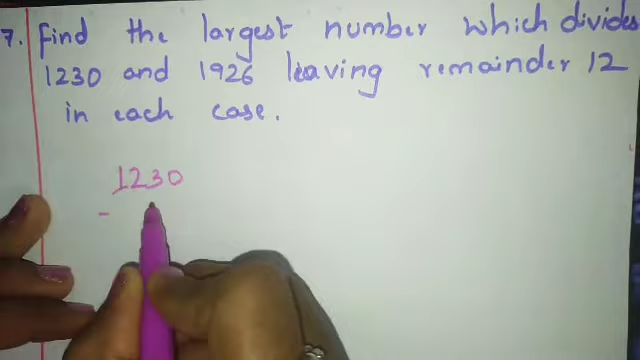 7. Find the largest number which divides
1230 and 1926 leaving remainder 12
in each case.
1230
-